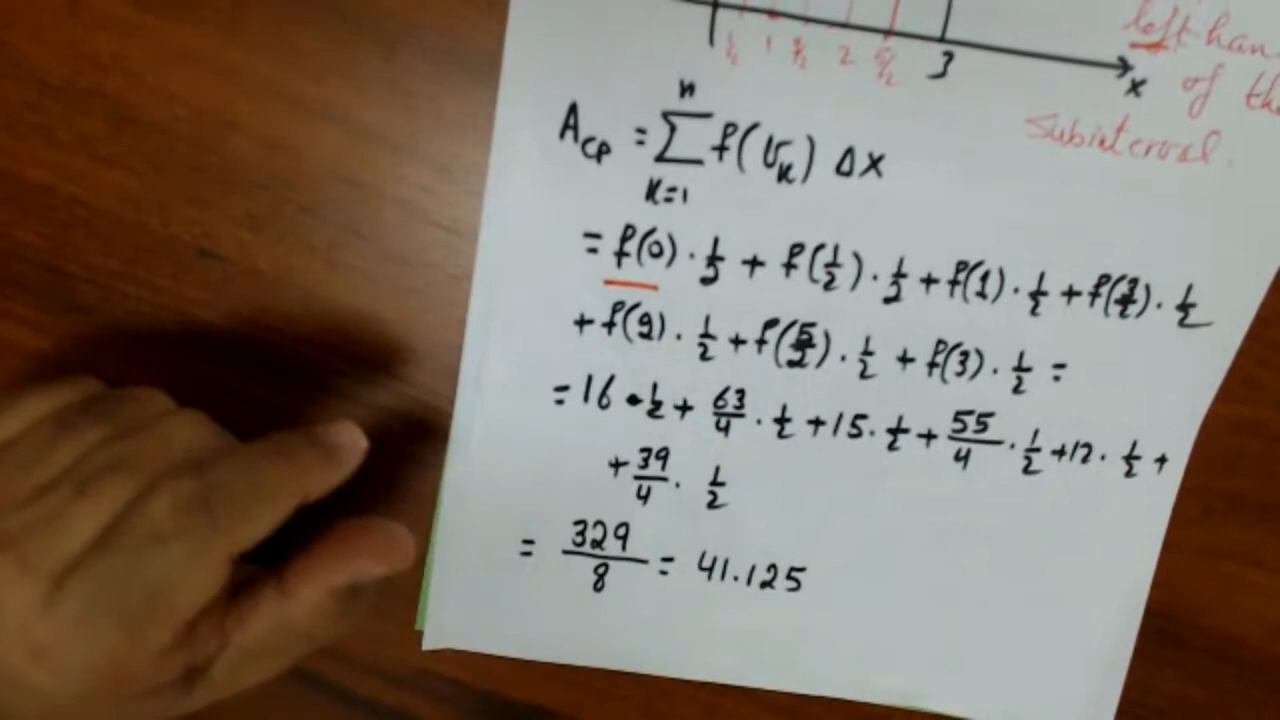 1/2 1 3/2 2 5/2 3 x
left han
of th
subinterval.
A_CP = Σ_{k=1}^{n} f(v_k) Δx
= f(0) · 1/2 + f(1/2) · 1/2 + f(1) · 1/2 + f(3/2) · 1/2
+ f(2) · 1/2 + f(5/2) · 1/2 + f(3) · 1/2 =
= 16 · 1/2 + 63/4 · 1/2 + 15 · 1/2 + 55/4 · 1/2 + 12 · 1/2 +
+ 39/4 · 1/2
= 329/8 = 41.125